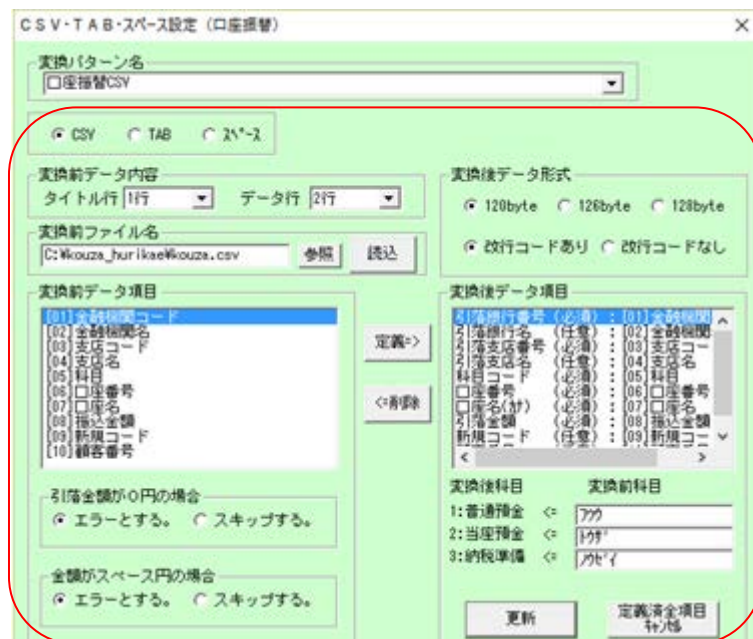 CSV・TAB・スペース設定(口座振替)
変換パターン名
口座振替CSV
CSV TAB スペース
変換前データ内容
タイトル行 1行 データ行 2行
変換後データ形式
120byte 126byte 128byte
改行コードあり 改行コードなし
変換前ファイル名
C:¥kouza_hurikae¥kouza.csv 参照 読込
変換前データ項目
[01]金融機関コード
[02]金融機関名
[03]支店コード
[04]支店名
[05]科目
[06]口座番号
[07]口座名
[08]振込金額
[09]新規コード
[10]顧客番号
定義=>
<=削除
変換後データ項目
引落銀行番号 (必須) : [01]金融機関
引落銀行名 (任意) : [02]金融機関
引落支店番号 (必須) : [03]支店コー
引落支店名 (任意) : [04]支店名
科目コード (必須) : [05]科目
口座番号 (必須) : [06]口座番号
口座名(カナ) (必須) : [07]口座名
引落金額 (必須) : [08]振込金額
新規コード (任意) : [09]新規コー
引落金額が0円の場合
エラーとする。 スキップする。
金額がスペース円の場合
エラーとする。 スキップする。
変換後科目 変換前科目
1:普通預金 <= フツウ
2:当座預金 <= トウザ
3:納税準備 <= ノウゼイ
更新
定義済全項目
キャンセル